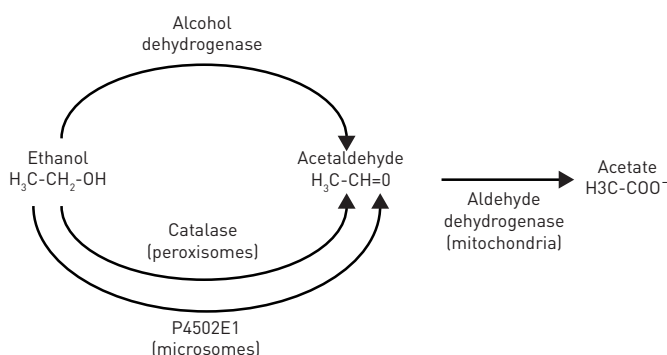 Alcohol
dehydrogenase
Ethanol
H₃C-CH₂-OH
Acetaldehyde
H₃C-CH=0
Acetate
H3C-COO⁻
Aldehyde
dehydrogenase
(mitochondria)
Catalase
(peroxisomes)
P4502E1
(microsomes)